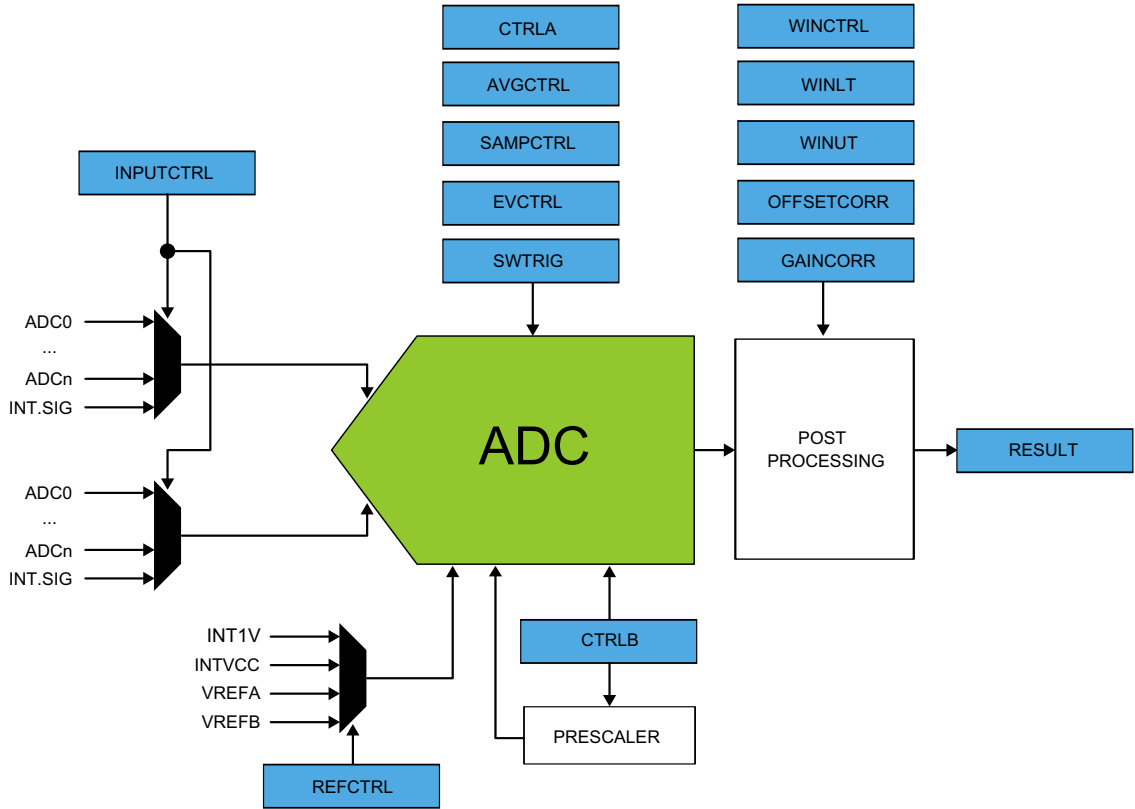 CTRLA
WINCTRL
AVGCTRL
WINLT
SAMPCTRL
WINUT
INPUTCTRL
EVCTRL
OFFSETCORR
SWTRIG
GAINCORR
ADC0
...
ADCn
INT.SIG
ADC
POST
PROCESSING
RESULT
ADC0
...
ADCn
INT.SIG
INT1V
INTVCC
VREFA
VREFB
CTRLB
PRESCALER
REFCTRL